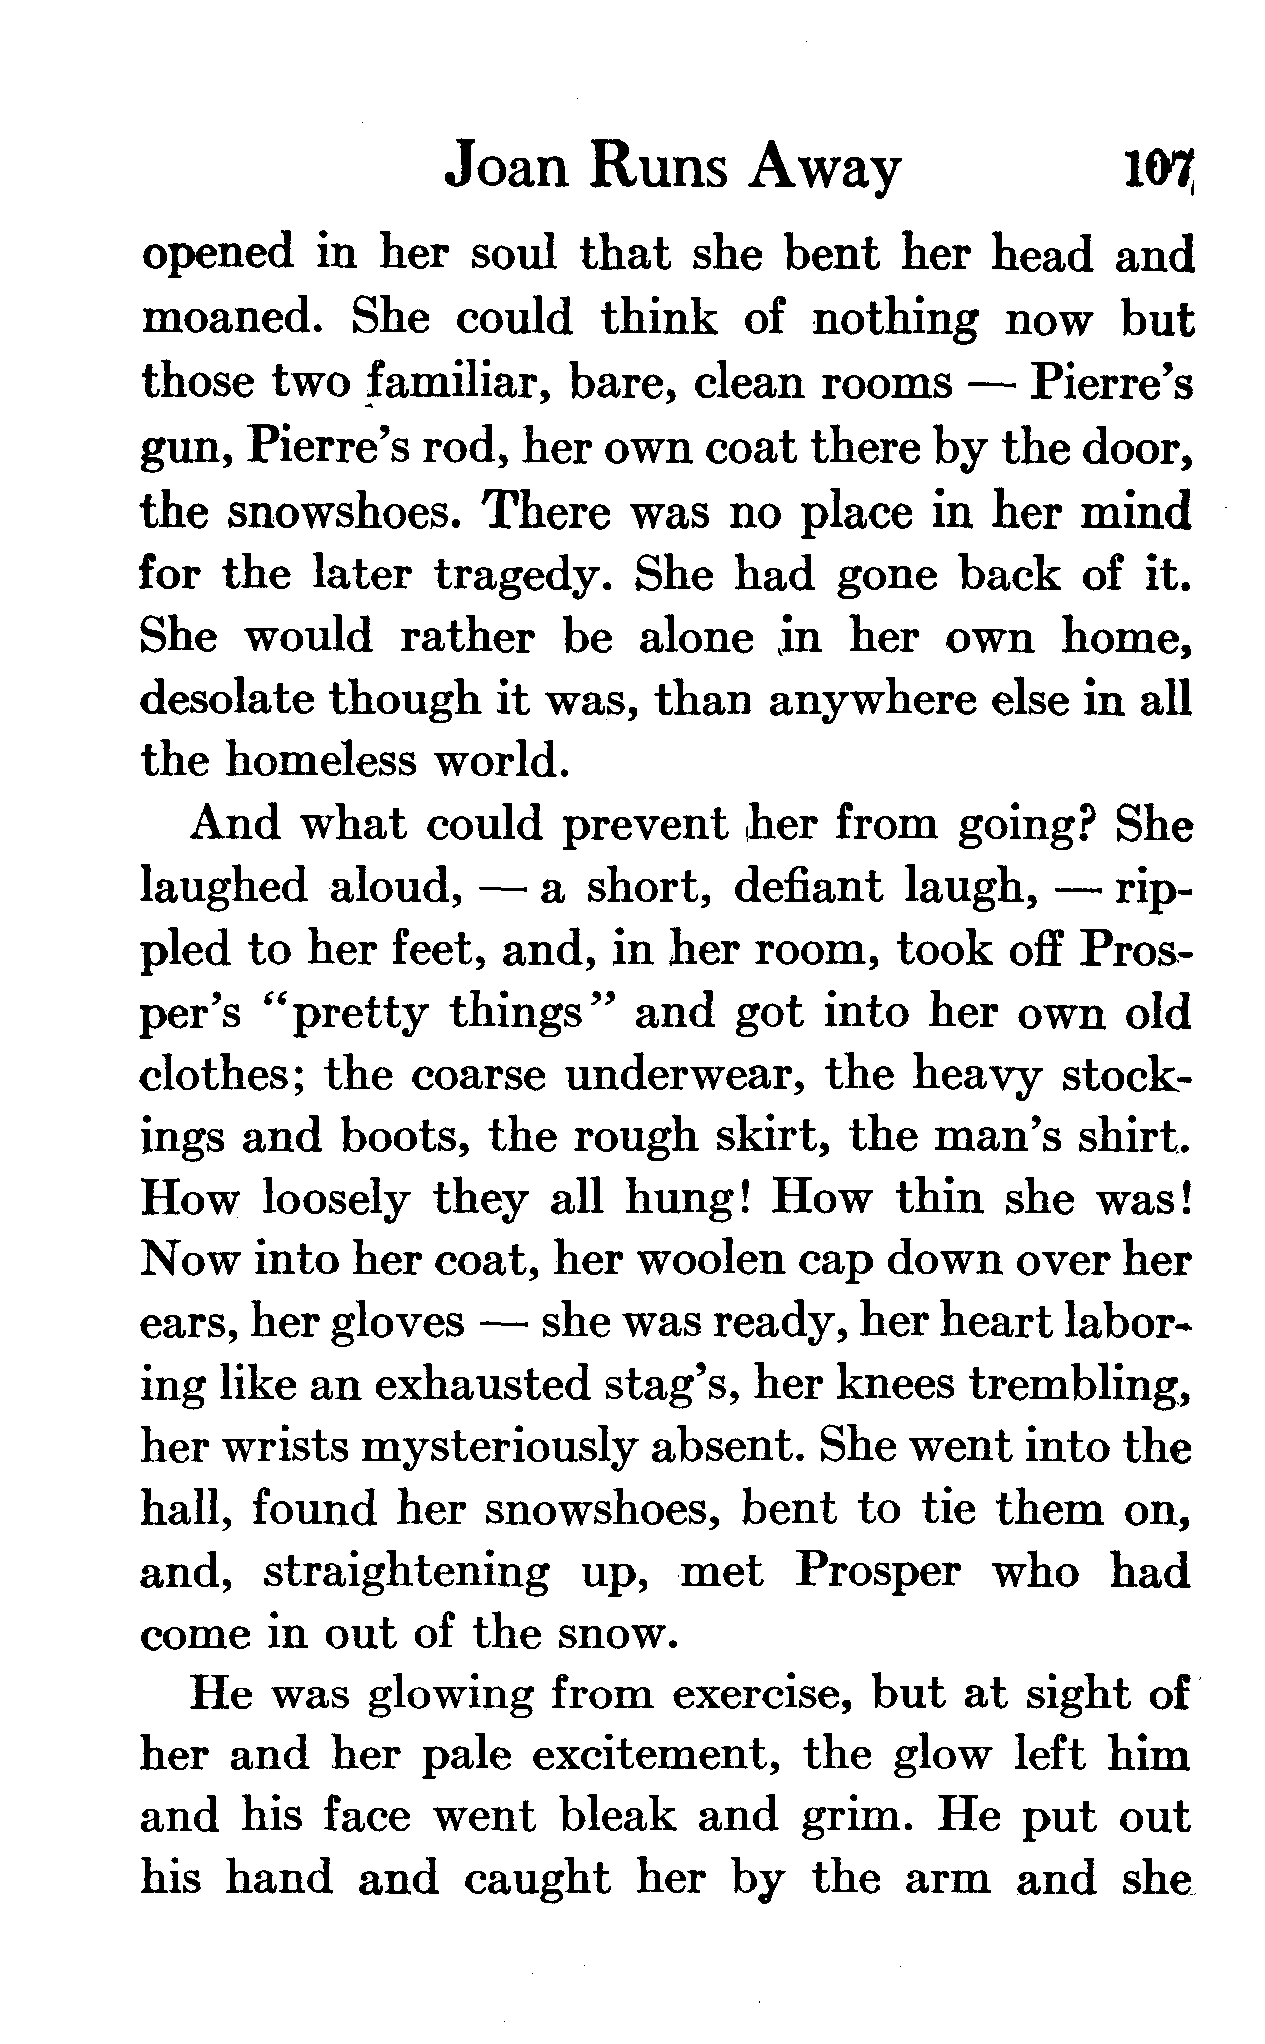 Joan Runs Away 107
opened in her soul that she bent her head and
moaned. She could think of nothing now but
those two familiar, bare, clean rooms — Pierre's
gun, Pierre's rod, her own coat there by the door,
the snowshoes. There was no place in her mind
for the later tragedy. She had gone back of it.
She would rather be alone in her own home,
desolate though it was, than anywhere else in all
the homeless world.
And what could prevent her from going? She
laughed aloud, — a short, defiant laugh, — rip-
pled to her feet, and, in her room, took off Pros-
per's "pretty things" and got into her own old
clothes; the coarse underwear, the heavy stock-
ings and boots, the rough skirt, the man's shirt.
How loosely they all hung! How thin she was!
Now into her coat, her woolen cap down over her
ears, her gloves — she was ready, her heart labor-
ing like an exhausted stag's, her knees trembling,
her wrists mysteriously absent. She went into the
hall, found her snowshoes, bent to tie them on,
and, straightening up, met Prosper who had
come in out of the snow.
He was glowing from exercise, but at sight of
her and her pale excitement, the glow left him
and his face went bleak and grim. He put out
his hand and caught her by the arm and she